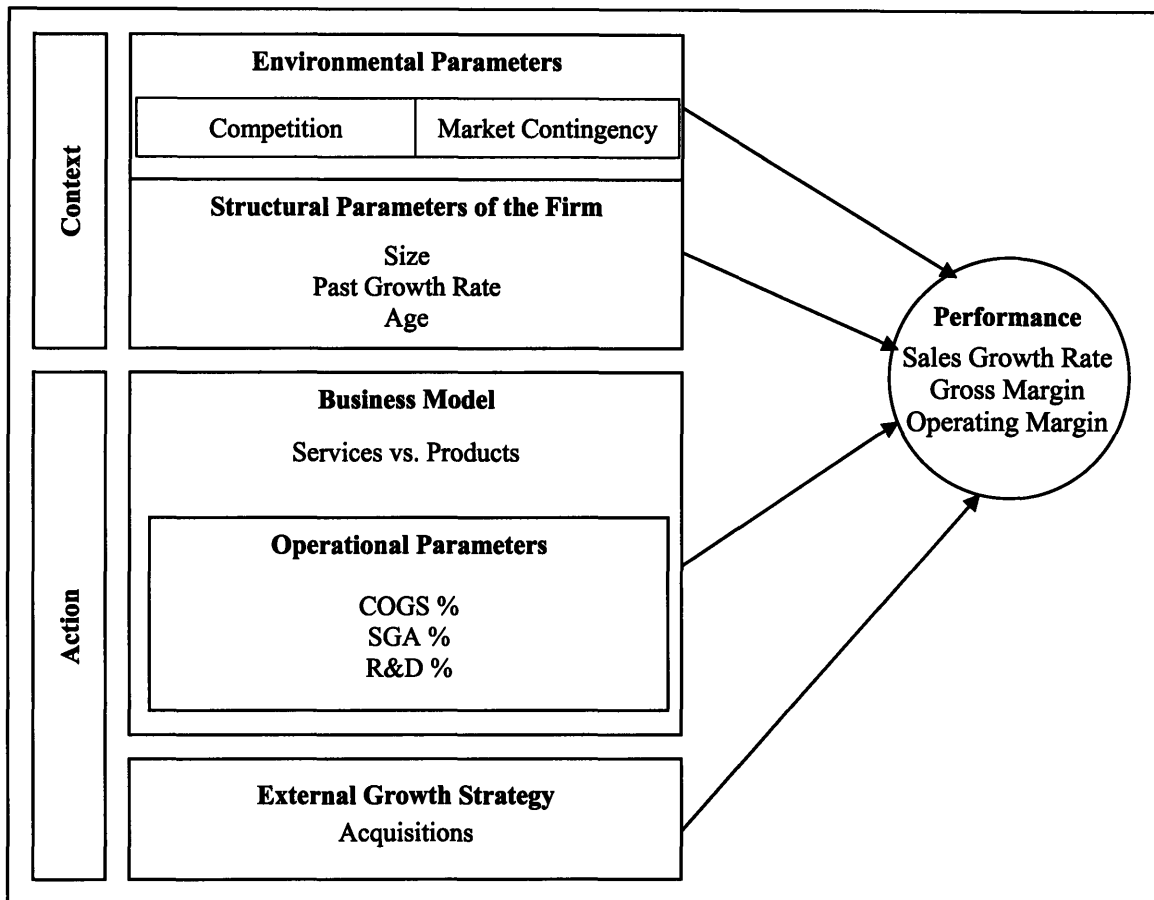 Context
Environmental Parameters
Competition
Market Contingency
Structural Parameters of the Firm
Size
Past Growth Rate
Age
Action
Business Model
Services vs. Products
Operational Parameters
COGS %
SGA %
R&D %
External Growth Strategy
Acquisitions
Performance
Sales Growth Rate
Gross Margin
Operating Margin